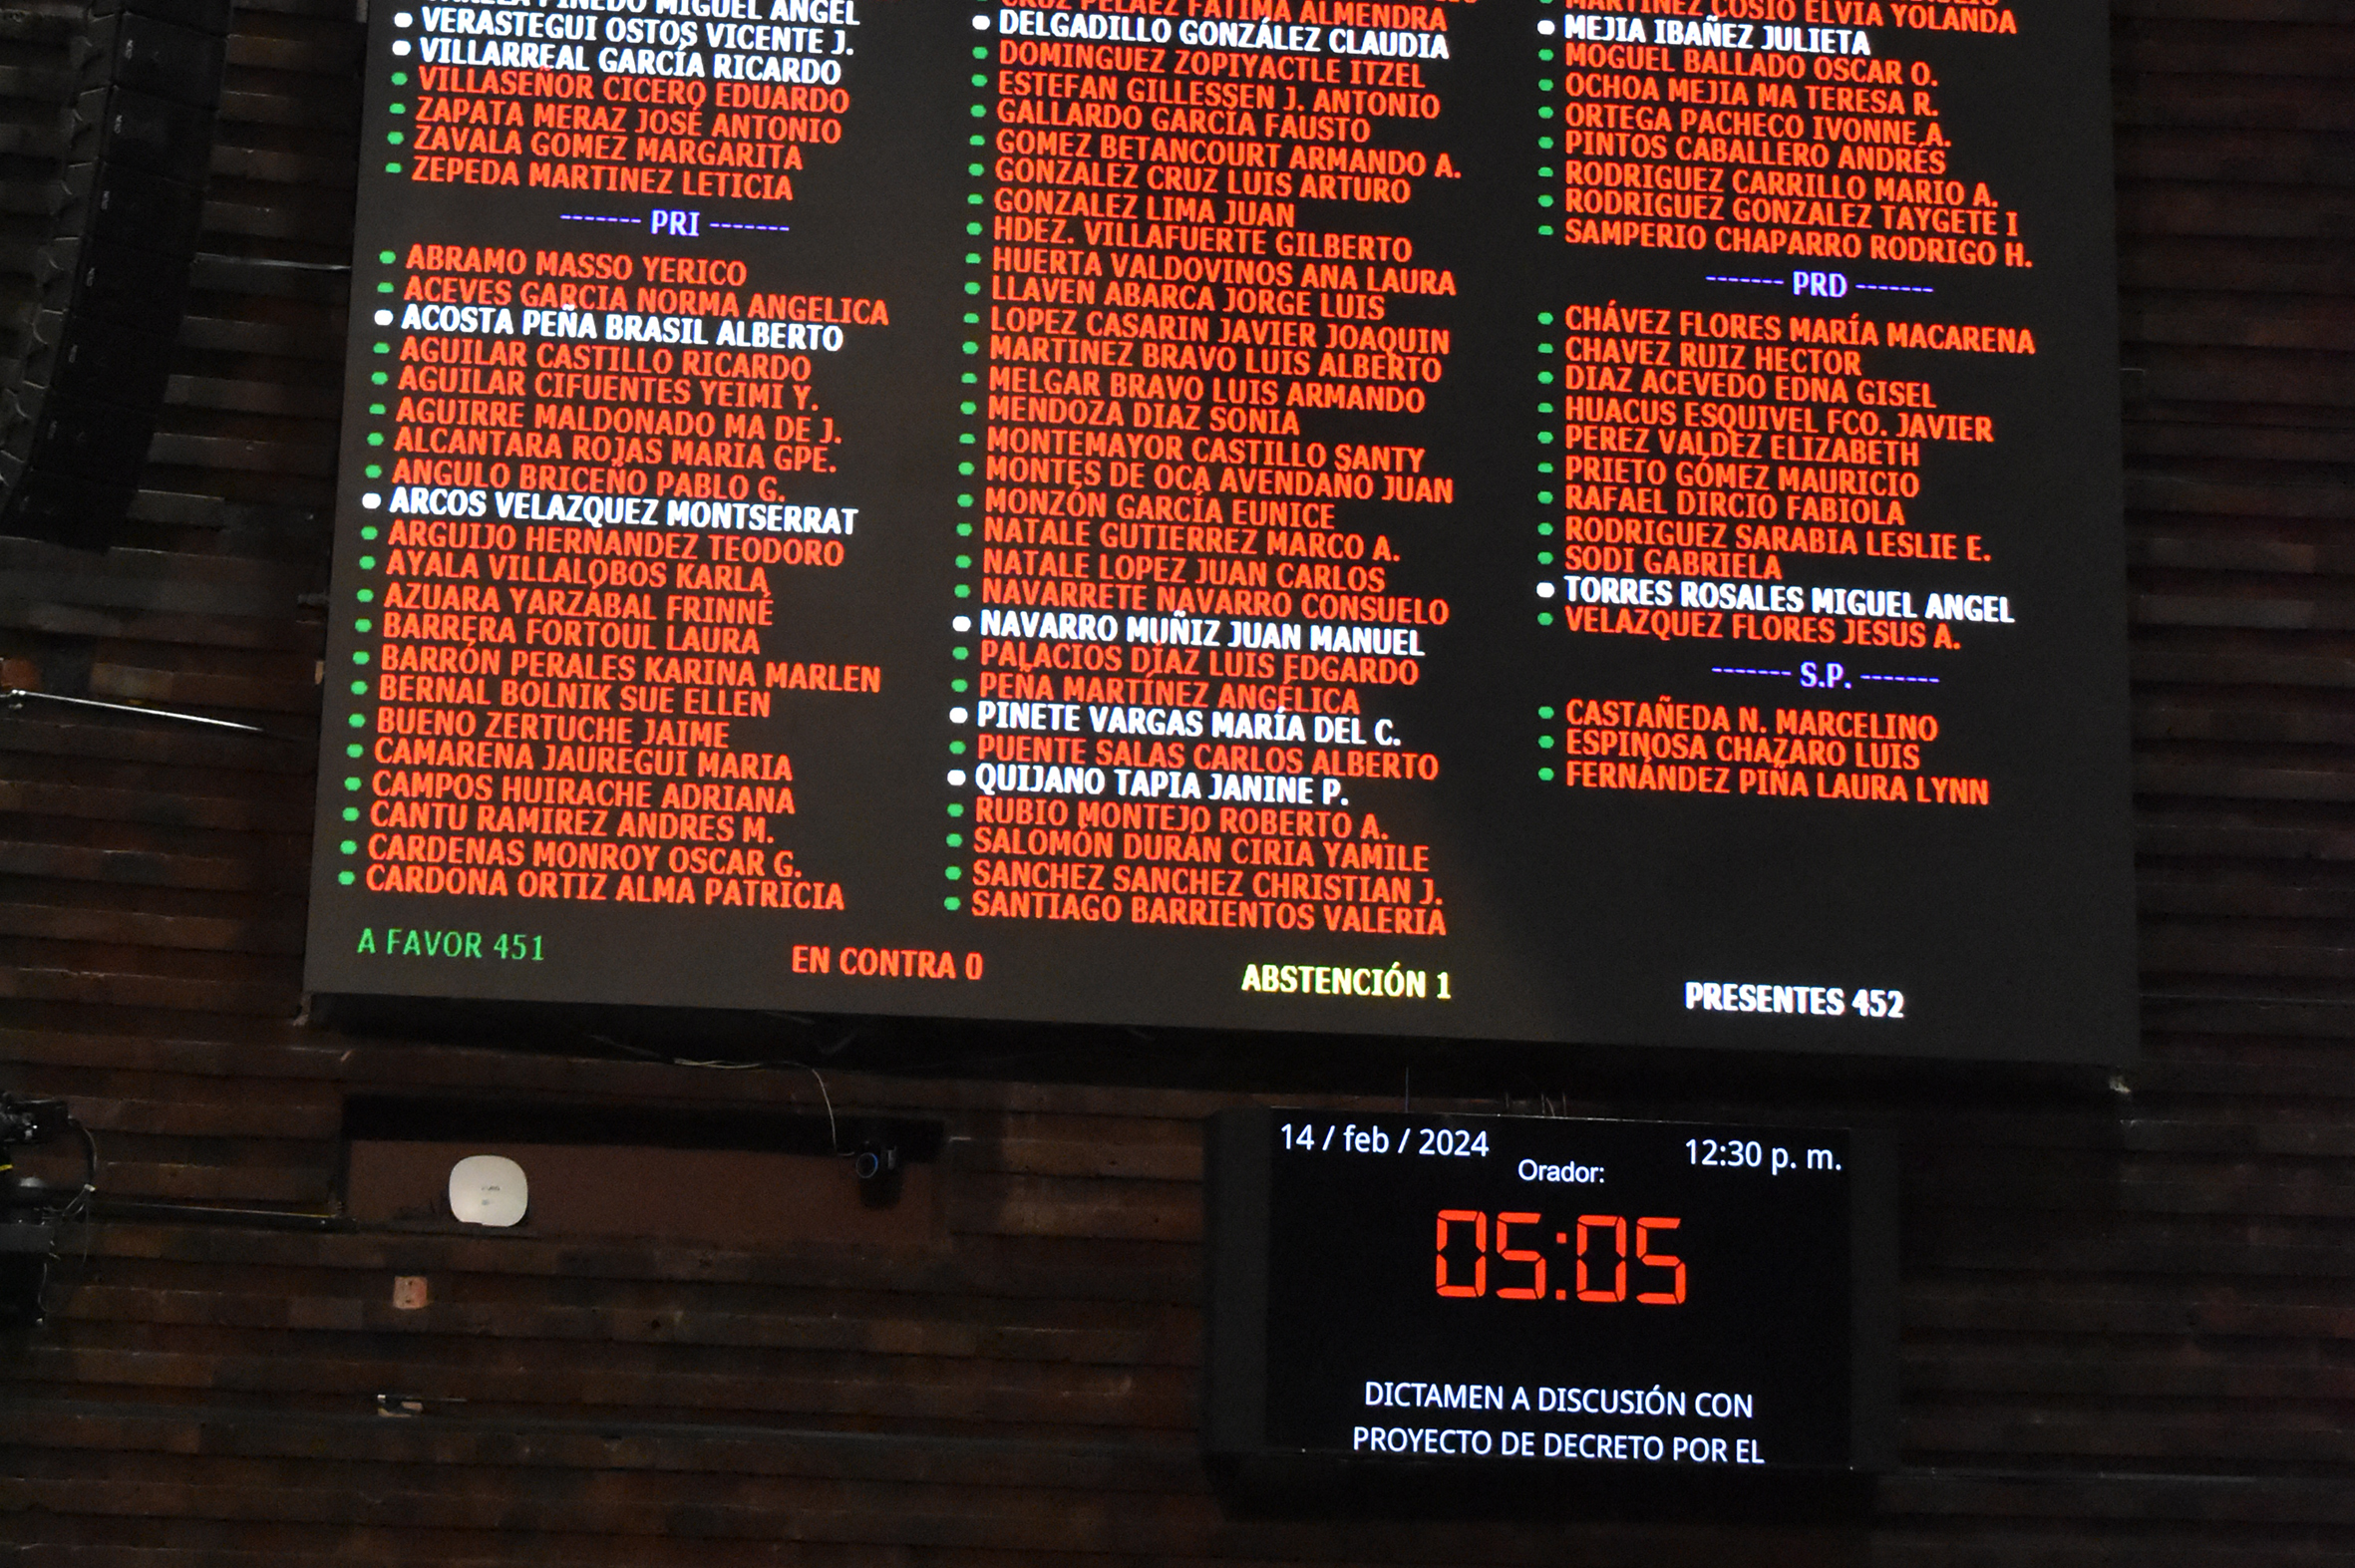 PINEDO MIGUEL ANGEL
VERASTEGUI OSTOS VICENTE J.
VILLARREAL GARCÍA RICARDO
VILLASEÑOR CICERO EDUARDO
ZAPATA MERAZ JOSÉ ANTONIO
ZAVALA GOMEZ MARGARITA
ZEPEDA MARTINEZ LETICIA
------- PRI -------
ABRAMO MASSO YERICO
ACEVES GARCIA NORMA ANGELICA
ACOSTA PEÑA BRASIL ALBERTO
AGUILAR CASTILLO RICARDO
AGUILAR CIFUENTES YEIMI Y.
AGUIRRE MALDONADO MA DE J.
ALCANTARA ROJAS MARIA GPE.
ANGULO BRICEÑO PABLO G.
ARCOS VELAZQUEZ MONTSERRAT
ARGUIJO HERNANDEZ TEODORO
AYALA VILLALOBOS KARLA
AZUARA YARZÁBAL FRINNÉ
BARRERA FORTOUL LAURA
BARRÓN PERALES KARINA MARLEN
BERNAL BOLNIK SUE ELLEN
BUENO ZERTUCHE JAIME
CAMARENA JAUREGUI MARIA
CAMPOS HUIRACHE ADRIANA
CANTU RAMIREZ ANDRES M.
CARDENAS MONROY OSCAR G.
CARDONA ORTIZ ALMA PATRICIA
CRUZ PELAEZ FATIMA ALMENDRA
DELGADILLO GONZÁLEZ CLAUDIA
DOMINGUEZ ZOPIYACTLE ITZEL
ESTEFAN GILLESSEN J. ANTONIO
GALLARDO GARCIA FAUSTO
GOMEZ BETANCOURT ARMANDO A.
GONZALEZ CRUZ LUIS ARTURO
GONZALEZ LIMA JUAN
HDEZ. VILLAFUERTE GILBERTO
HUERTA VALDOVINOS ANA LAURA
LLAVEN ABARCA JORGE LUIS
LOPEZ CASARIN JAVIER JOAQUIN
MARTINEZ BRAVO LUIS ALBERTO
MELGAR BRAVO LUIS ARMANDO
MENDOZA DIAZ SONIA
MONTEMAYOR CASTILLO SANTY
MONTES DE OCA AVENDAÑO JUAN
MONZÓN GARCÍA EUNICE
NATALE GUTIERREZ MARCO A.
NATALE LOPEZ JUAN CARLOS
NAVARRETE NAVARRO CONSUELO
NAVARRO MUÑIZ JUAN MANUEL
PALACIOS DÍAZ LUIS EDGARDO
PEÑA MARTÍNEZ ANGÉLICA
PINETE VARGAS MARÍA DEL C.
PUENTE SALAS CARLOS ALBERTO
QUIJANO TAPIA JANINE P.
RUBIO MONTEJO ROBERTO A.
SALOMÓN DURÁN CIRIA YAMILE
SANCHEZ SANCHEZ CHRISTIAN J.
SANTIAGO BARRIENTOS VALERIA
MARTINEZ COSIO ELVIA YOLANDA
MEJIA IBAÑEZ JULIETA
MOGUEL BALLADO OSCAR O.
OCHOA MEJIA MA TERESA R.
ORTEGA PACHECO IVONNE A.
PINTOS CABALLERO ANDRÉS
RODRIGUEZ CARRILLO MARIO A.
RODRIGUEZ GONZALEZ TAYGETE I
SAMPERIO CHAPARRO RODRIGO H.
------- PRD -------
CHÁVEZ FLORES MARÍA MACARENA
CHAVEZ RUIZ HECTOR
DIAZ ACEVEDO EDNA GISEL
HUACUS ESQUIVEL FCO. JAVIER
PEREZ VALDEZ ELIZABETH
PRIETO GÓMEZ MAURICIO
RAFAEL DIRCIO FABIOLA
RODRIGUEZ SARABIA LESLIE E.
SODI GABRIELA
TORRES ROSALES MIGUEL ANGEL
VELAZQUEZ FLORES JESUS A.
------- S.P. -------
CASTAÑEDA N. MARCELINO
ESPINOSA CHAZARO LUIS
FERNÁNDEZ PIÑA LAURA LYNN
A FAVOR 451
EN CONTRA 0
ABSTENCIÓN 1
PRESENTES 452
14 / feb / 2024
12:30 p. m.
Orador:
05:05
DICTAMEN A DISCUSIÓN CON
PROYECTO DE DECRETO POR EL